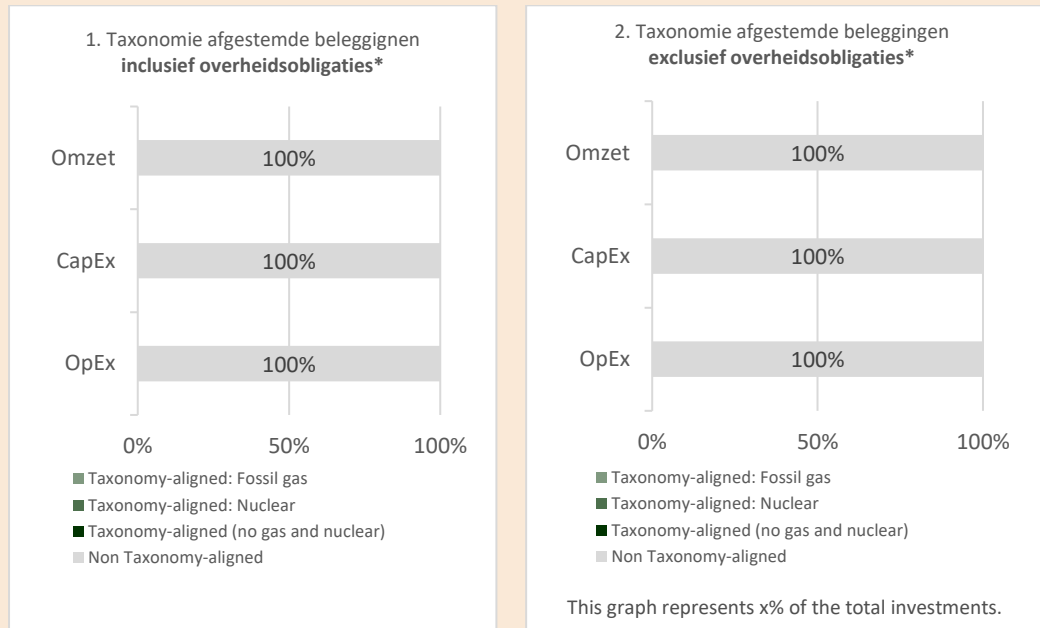 1. Taxonomie afgestemde beleggignen
inclusief overheidsobligaties*
Omzet
100%
CapEx
100%
OpEx
100%
0%
50%
100%
Taxonomy-aligned: Fossil gas
Taxonomy-aligned: Nuclear
Taxonomy-aligned (no gas and nuclear)
Non Taxonomy-aligned
2. Taxonomie afgestemde beleggingen
exclusief overheidsobligaties*
Omzet
100%
CapEx
100%
OpEx
100%
0%
50%
100%
Taxonomy-aligned: Fossil gas
Taxonomy-aligned: Nuclear
Taxonomy-aligned (no gas and nuclear)
Non Taxonomy-aligned
This graph represents x% of the total investments.